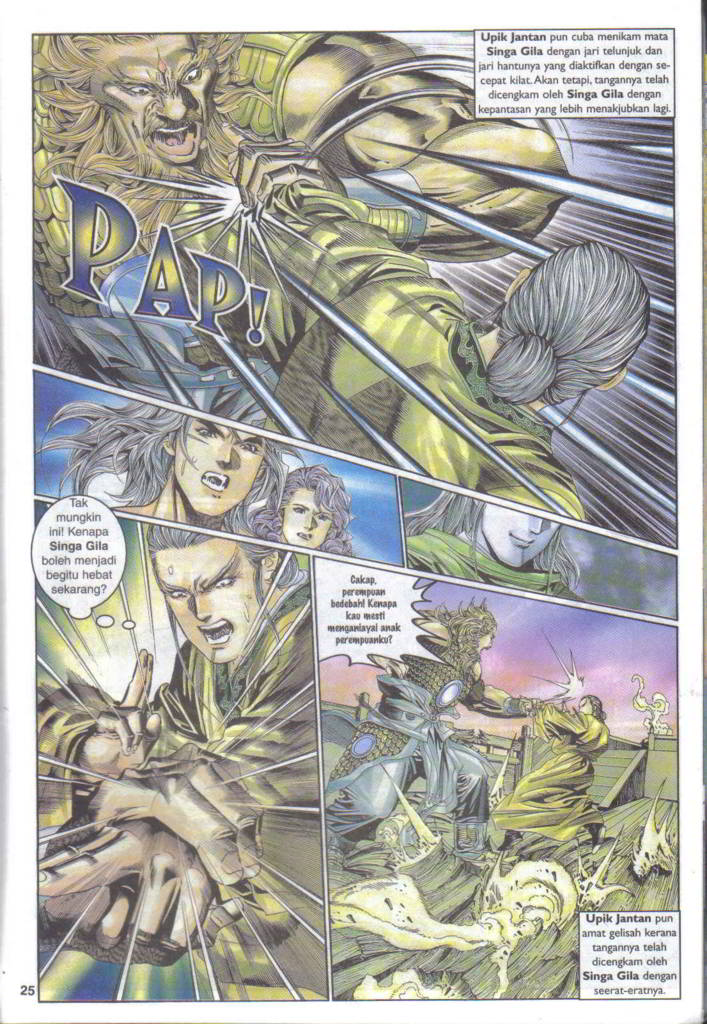 Upik Jantan pun cuba menikam mata
Singa Gila dengan jari telunjuk dan
jari hantunya yang diaktifkan dengan se-
cepat kilat. Akan tetapi, tangannya telah
dicengkam oleh Singa Gila dengan
kepantasan yang lebih menakjubkan lagi.
PAP!
Tak
mungkin
ini! Kenapa
Singa Gila
boleh menjadi
begitu hebat
sekarang?
Cakap,
perempuan
bedebah! Kenapa
kau mesti
menganiayai anak
perempuanku?
Upik Jantan pun
amat gelisah kerana
tangannya telah
dicengkam oleh
Singa Gila dengan
seerat-eratnya.
25